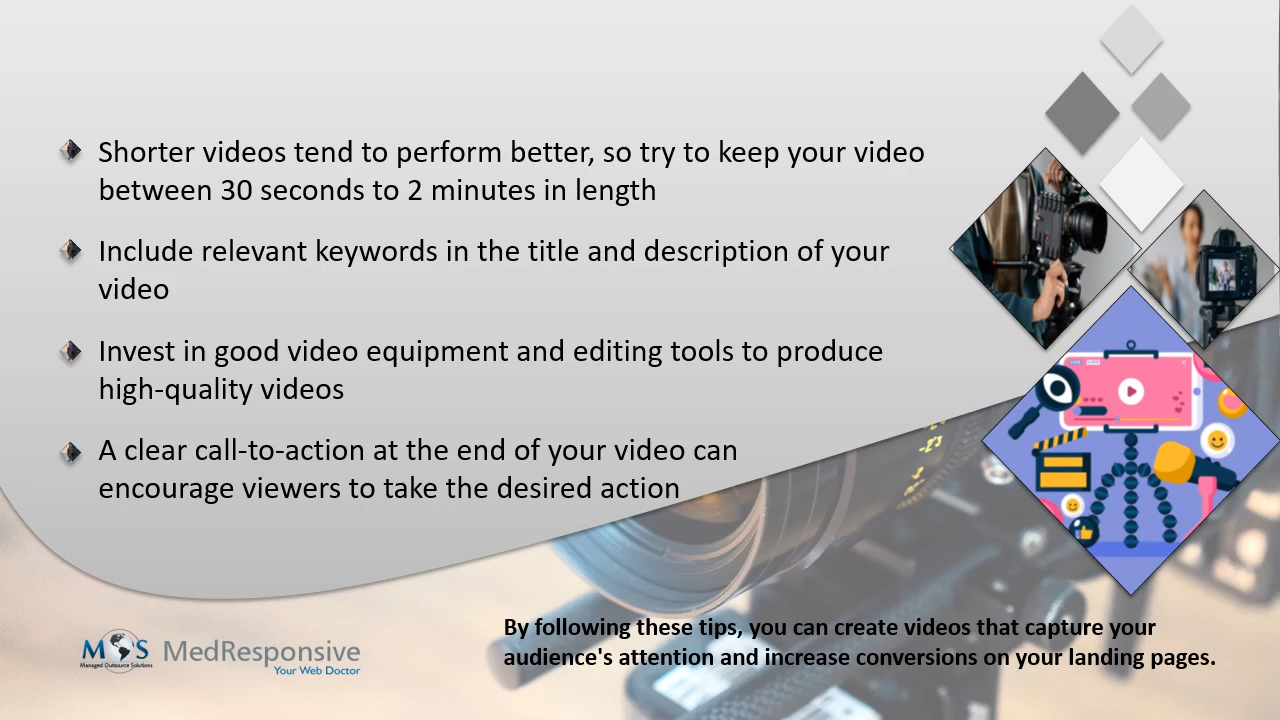 Shorter videos tend to perform better, so try to keep your video
between 30 seconds to 2 minutes in length
Include relevant keywords in the title and description of your
video
Invest in good video equipment and editing tools to produce
high-quality videos
A clear call-to-action at the end of your video can
encourage viewers to take the desired action
By following these tips, you can create videos that capture your
audience's attention and increase conversions on your landing pages.
MOS
Managed Outsource Solutions
MedResponsive
Your Web Doctor